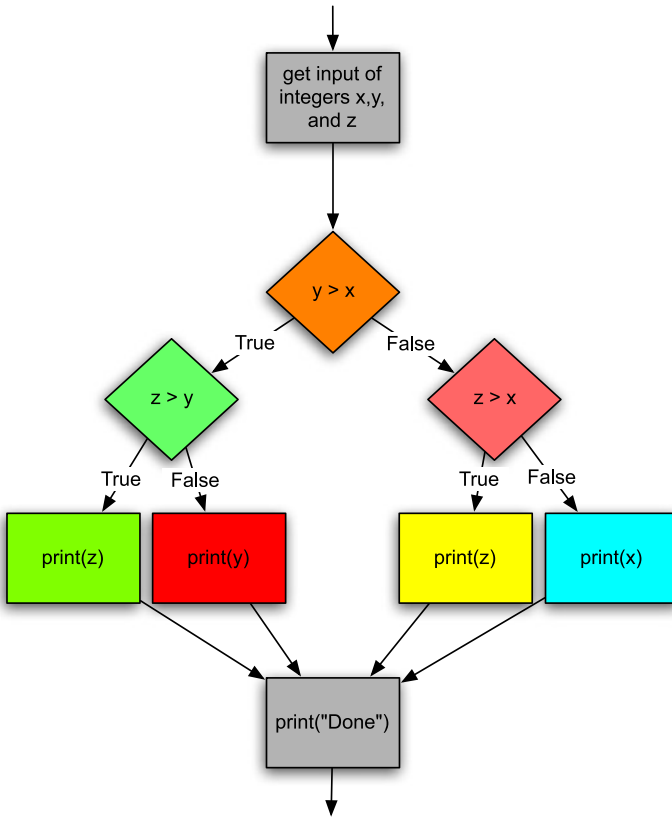 get input of
integers x,y,
and z
y > x
True
False
z > y
z > x
True
False
True
False
print(z)
print(y)
print(z)
print(x)
print("Done")